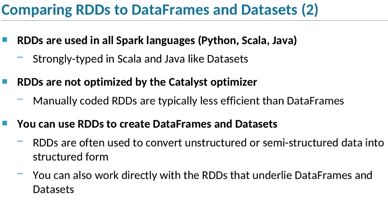 Comparing RDDs to DataFrames and Datasets (2)
RDDs are used in all Spark languages (Python, Scala, Java)
– Strongly-typed in Scala and Java like Datasets
RDDs are not optimized by the Catalyst optimizer
– Manually coded RDDs are typically less efficient than DataFrames
You can use RDDs to create DataFrames and Datasets
– RDDs are often used to convert unstructured or semi-structured data into
structured form
– You can also work directly with the RDDs that underlie DataFrames and
Datasets